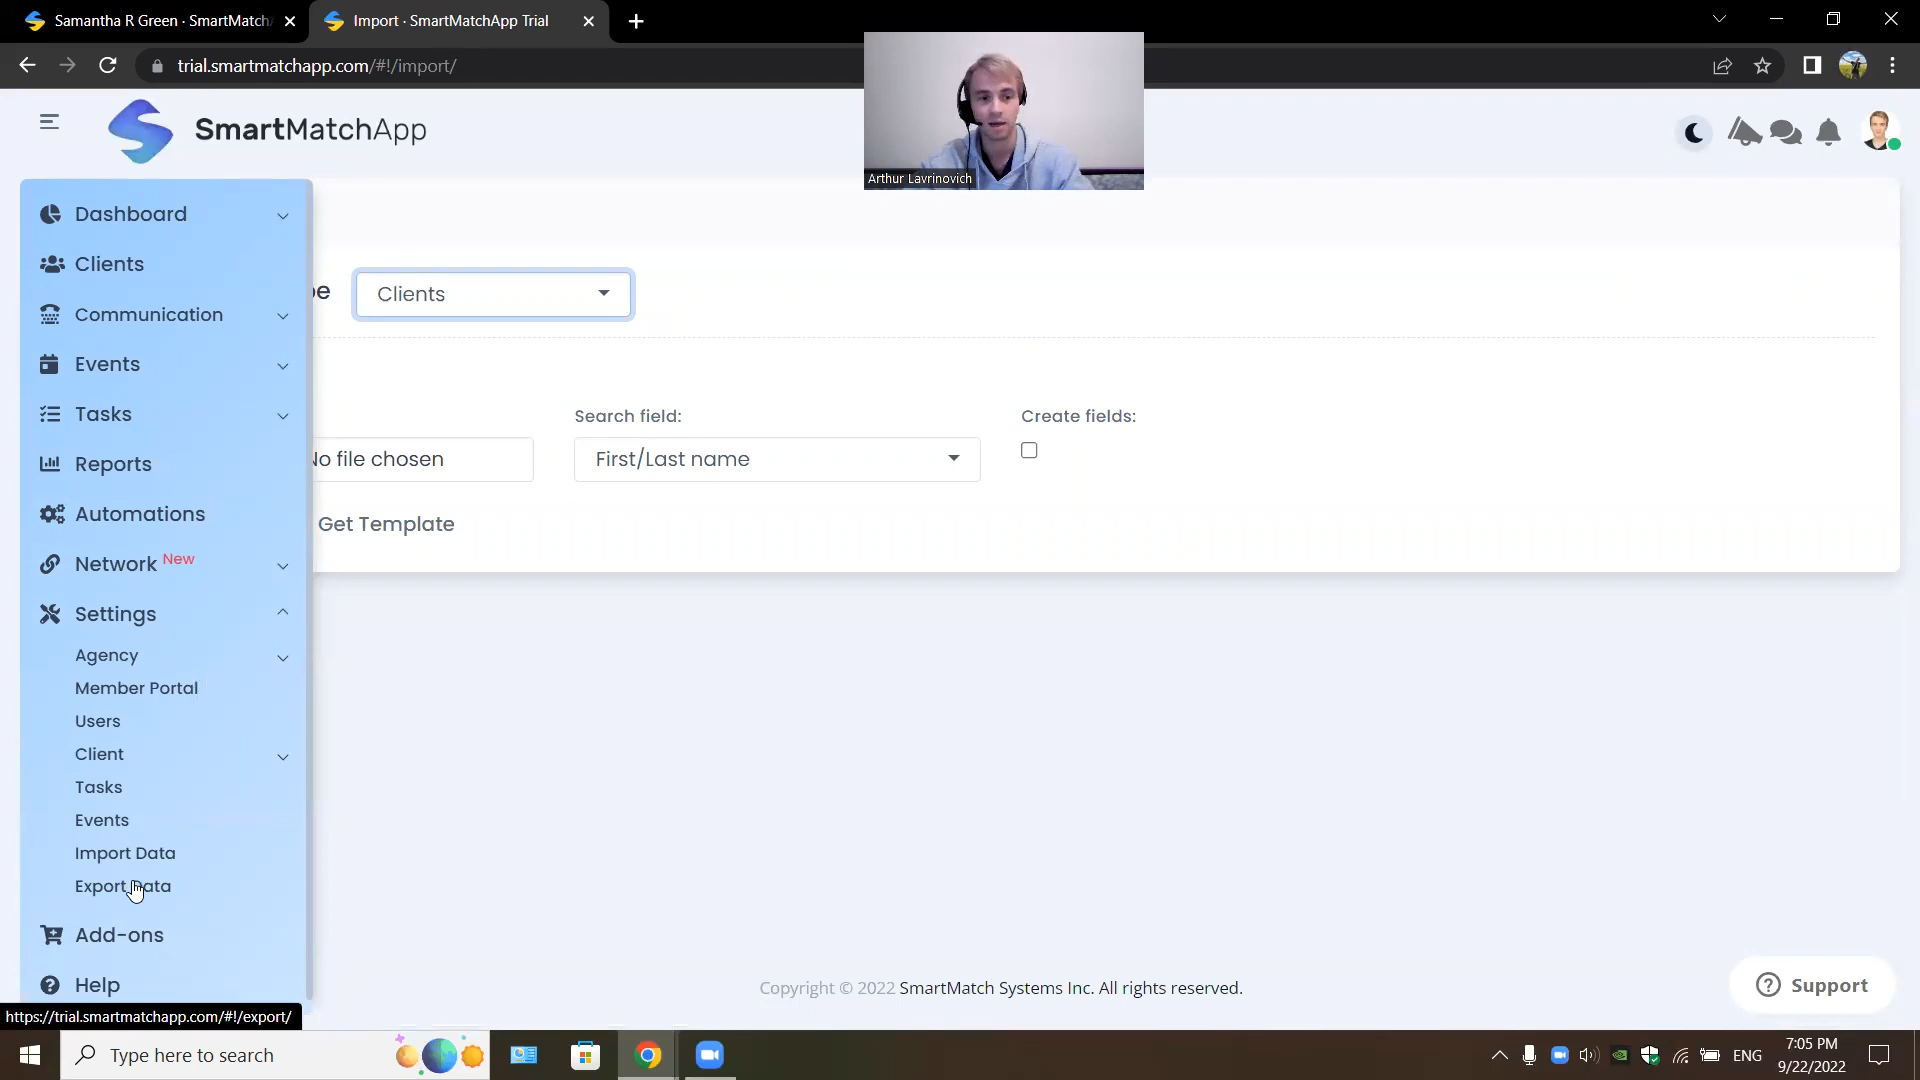 Samantha R Green · SmartMatch
Import · SmartMatchApp Trial
trial.smartmatchapp.com/#!/import/
SmartMatchApp
Arthur Lavrinovich
Dashboard
Clients
Communication
Events
Tasks
Reports
Automations
Network New
Settings
Agency
Member Portal
Users
Client
Tasks
Events
Import Data
Export Data
Add-ons
Help
Clients
Search field:
Create fields:
No file chosen
First/Last name
Get Template
Copyright © 2022 SmartMatch Systems Inc. All rights reserved.
Support
https://trial.smartmatchapp.com/#!/export/
Type here to search
ENG
7:05 PM
9/22/2022